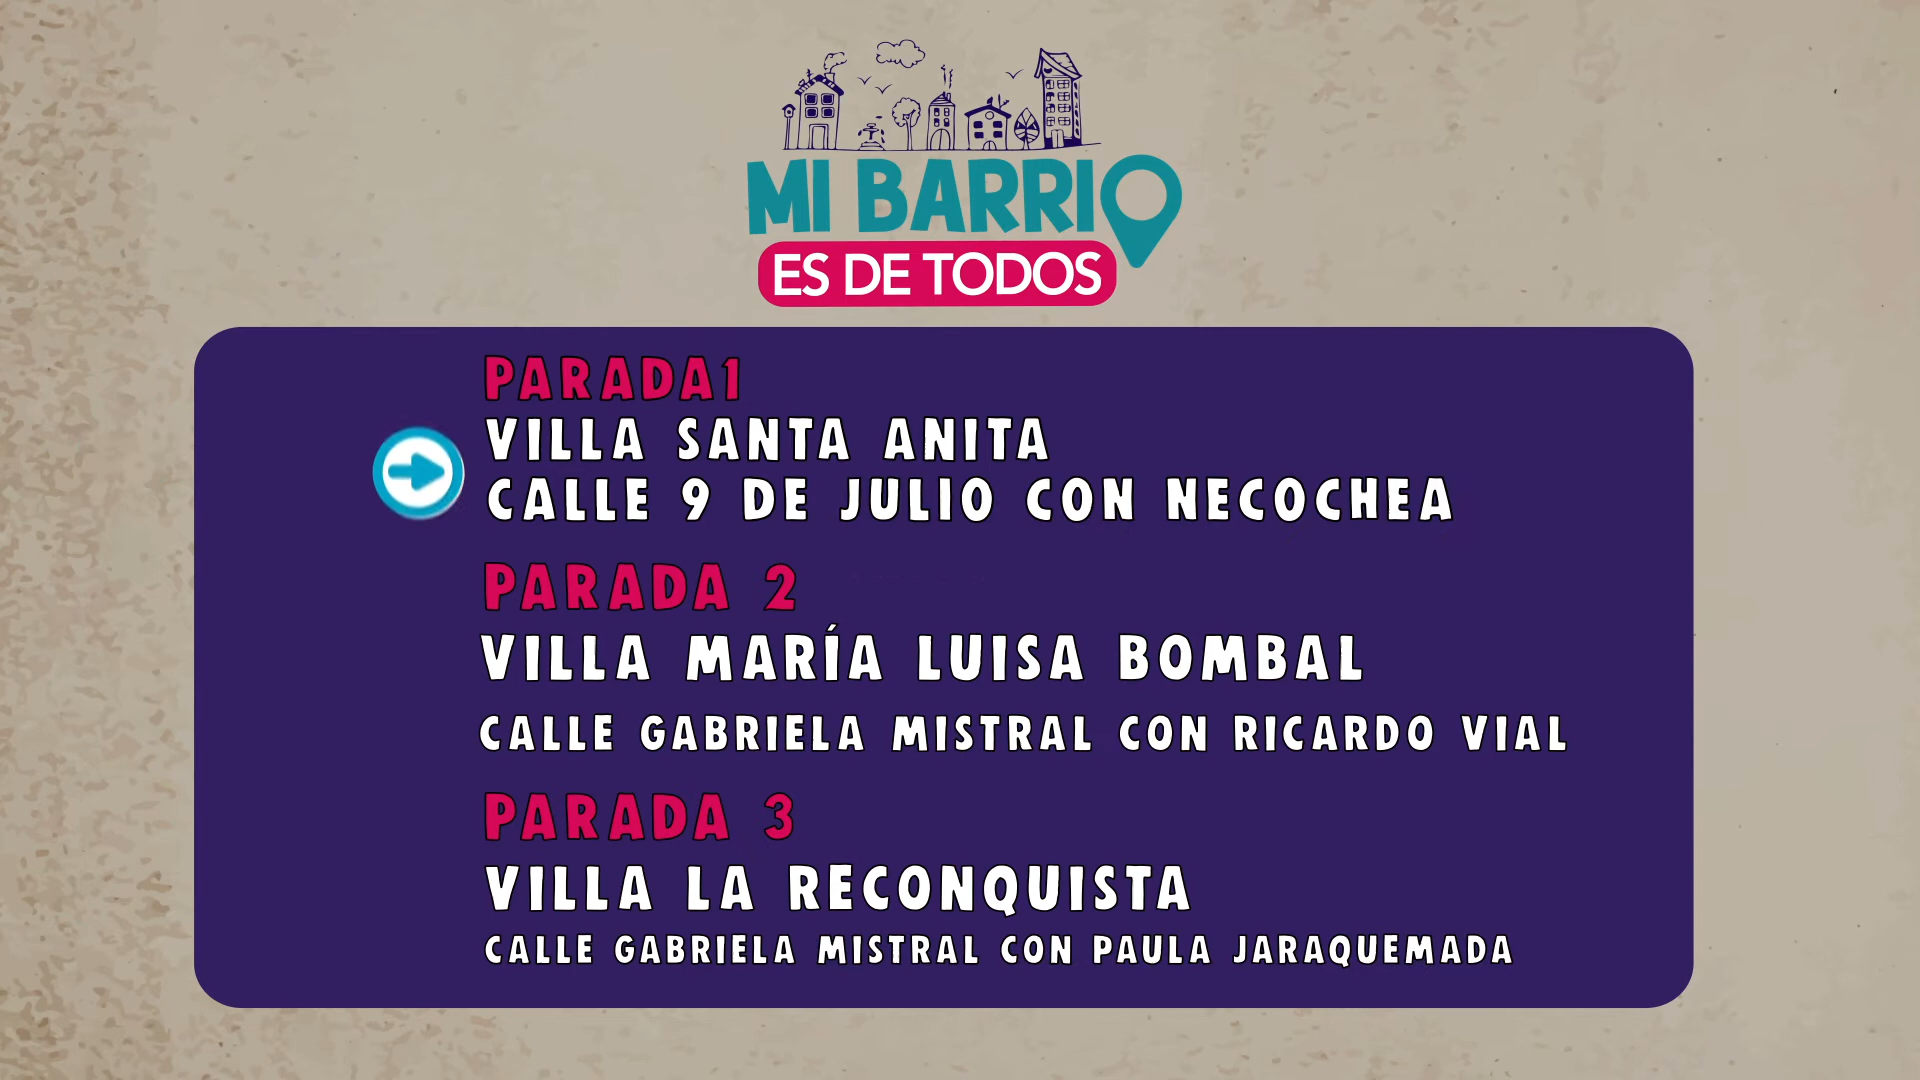 MI BARRIO
ES DE TODOS
PARADA1
VILLA SANTA ANITA
CALLE 9 DE JULIO CON NECOCHEA
PARADA 2
VILLA MARÍA LUISA BOMBAL
CALLE GABRIELA MISTRAL CON RICARDO VIAL
PARADA 3
VILLA LA RECONQUISTA
CALLE GABRIELA MISTRAL CON PAULA JARAQUEMADA